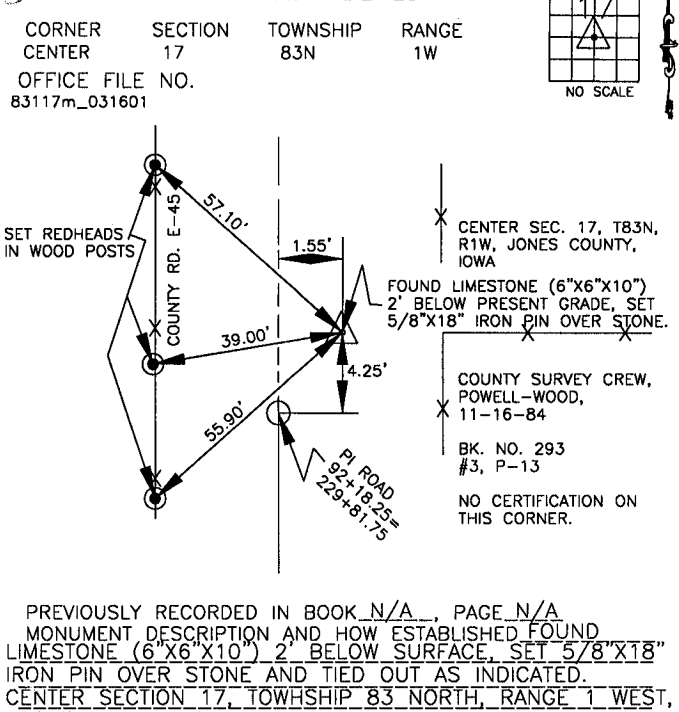 CORNER SECTION TOWNSHIP RANGE
CENTER 17 83N 1W
OFFICE FILE NO.
83117m_031601
17
NO SCALE
SET REDHEADS
IN WOOD POSTS
COUNTY RD. E-45
57.10'
1.55'
39.00'
4.25'
55.90'
PI ROAD
92+18.25=
229+81.75
CENTER SEC. 17, T83N,
R1W, JONES COUNTY,
IOWA
FOUND LIMESTONE (6"X6"X10")
2' BELOW PRESENT GRADE, SET
5/8"X18" IRON PIN OVER STONE.
COUNTY SURVEY CREW,
POWELL-WOOD,
11-16-84
BK. NO. 293
#3, P-13
NO CERTIFICATION ON
THIS CORNER.
PREVIOUSLY RECORDED IN BOOK N/A , PAGE N/A
MONUMENT DESCRIPTION AND HOW ESTABLISHED FOUND
LIMESTONE (6"X6"X10") 2' BELOW SURFACE, SET 5/8"X18"
IRON PIN OVER STONE AND TIED OUT AS INDICATED.
CENTER SECTION 17, TOWHSHIP 83 NORTH, RANGE 1 WEST,